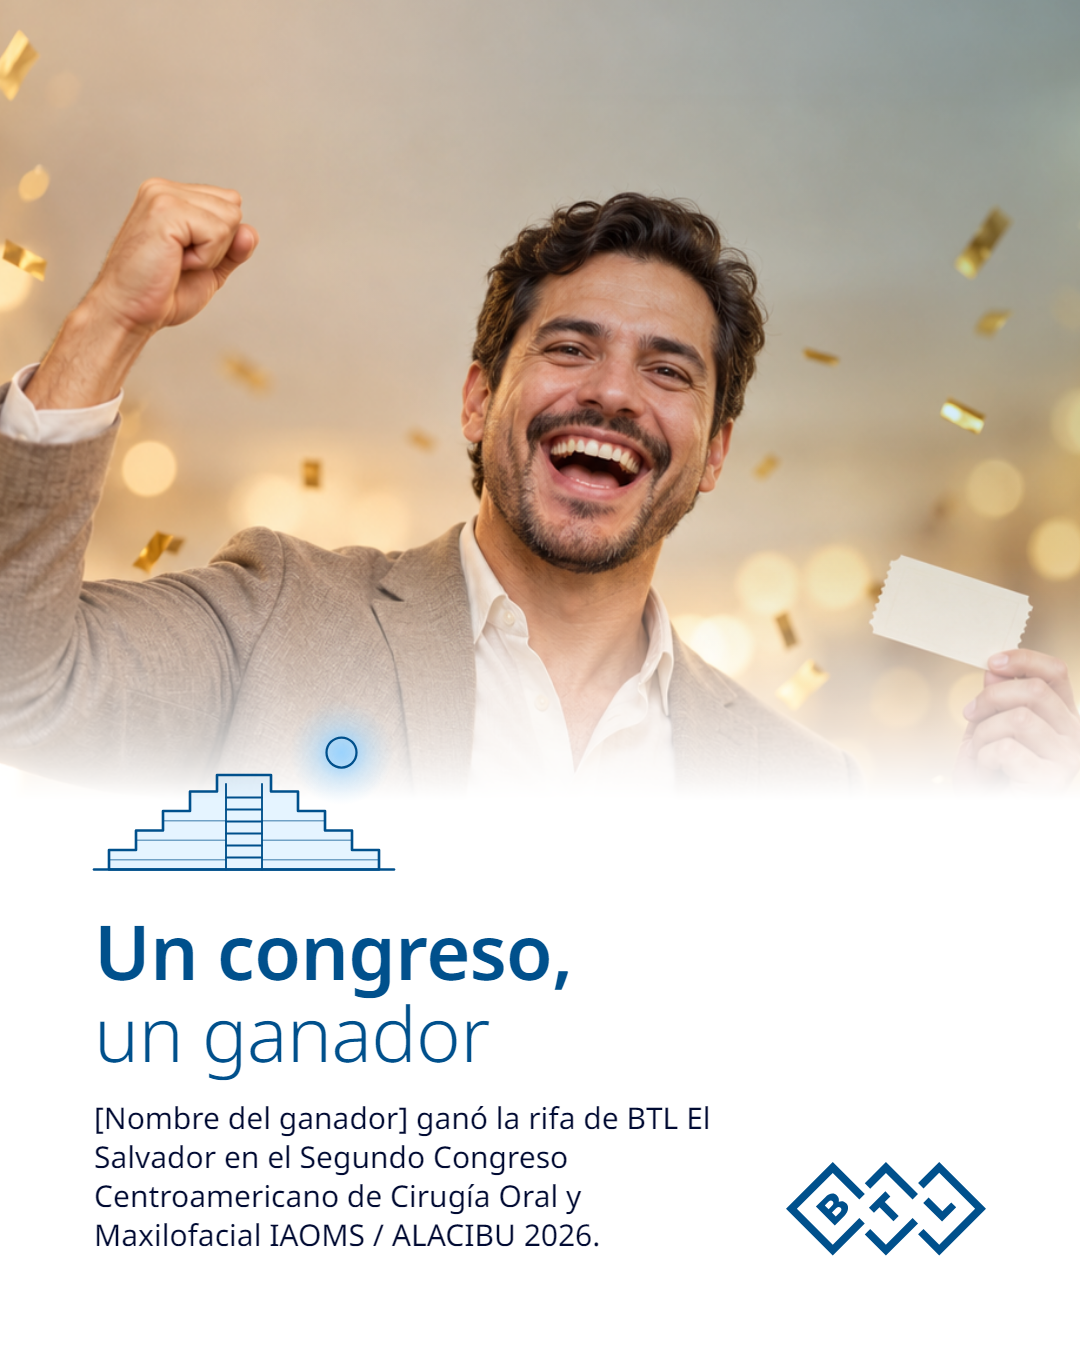 Un congreso,
un ganador
[Nombre del ganador] ganó la rifa de BTL El
Salvador en el Segundo Congreso
Centroamericano de Cirugía Oral y
Maxilofacial IAOMS / ALACIBU 2026.
BTL